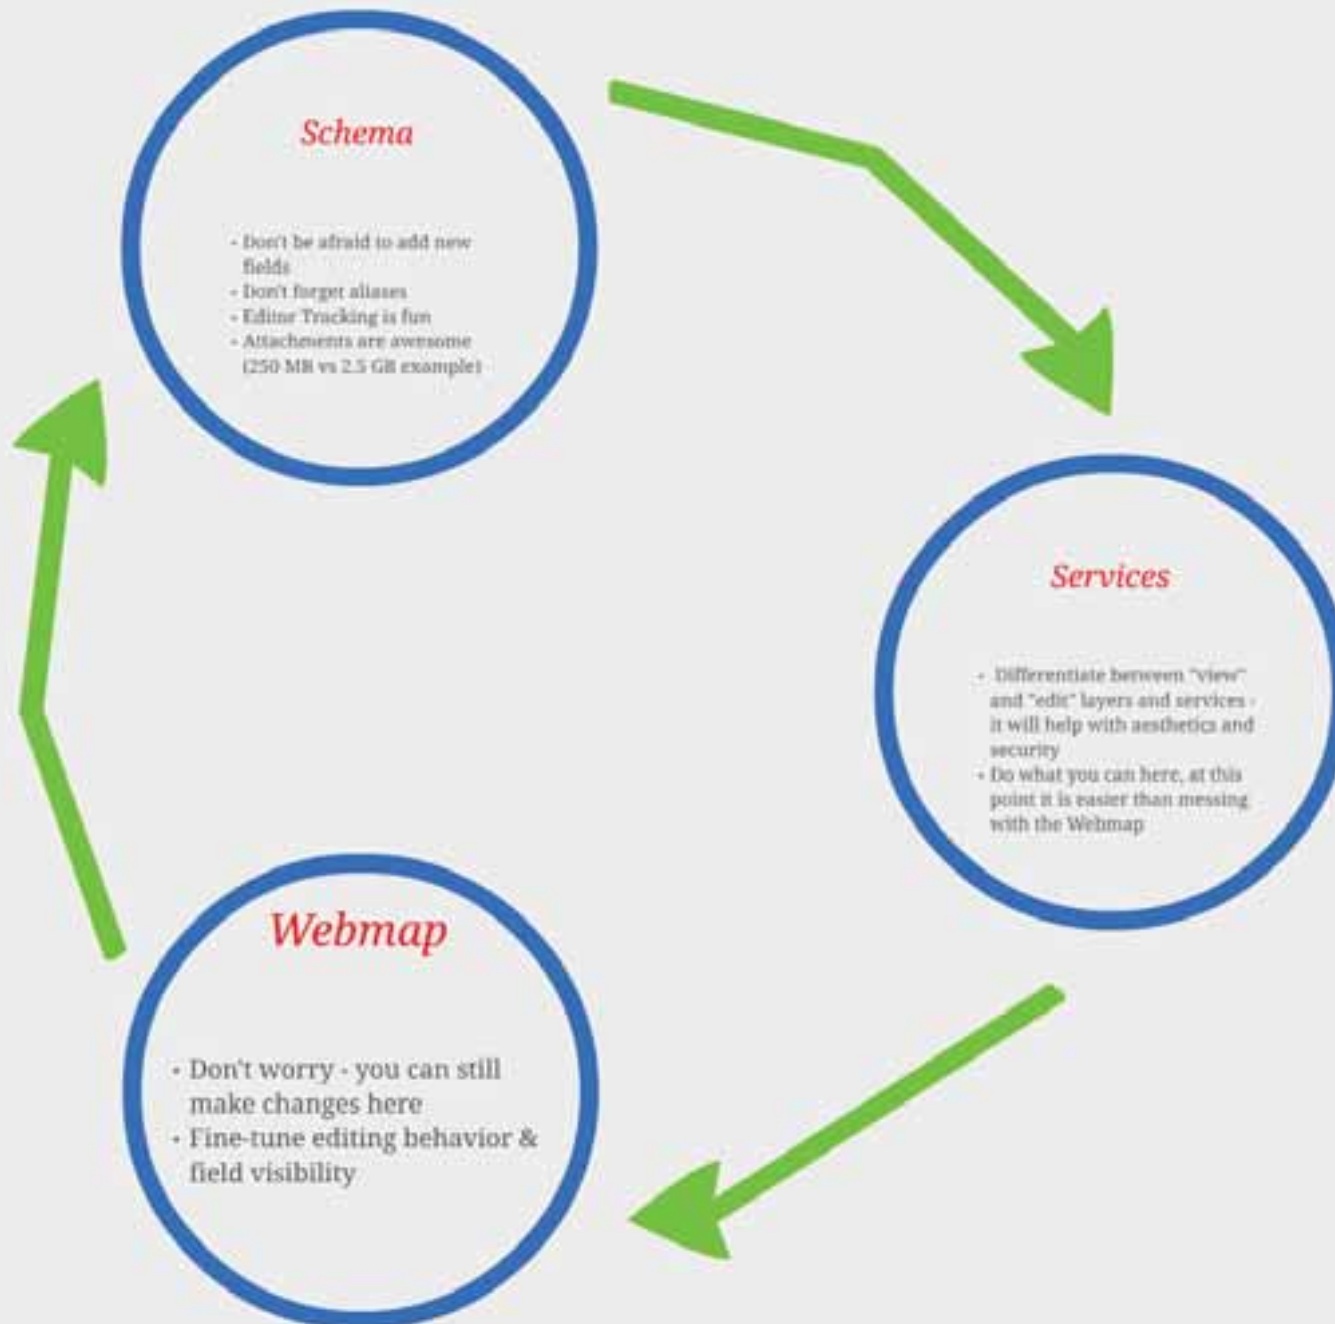 Schema
- Don't be afraid to add new
fields
- Don't forget aliases
- Editor Tracking is fun
- Attachments are awesome
(250 MB vs 2.5 GB example)
Services
- Differentiate between "view"
and "edit" layers and services -
it will help with aesthetics and
security
- Do what you can here, at this
point it is easier than messing
with the Webmap
Webmap
- Don't worry - you can still
make changes here
- Fine-tune editing behavior &
field visibility